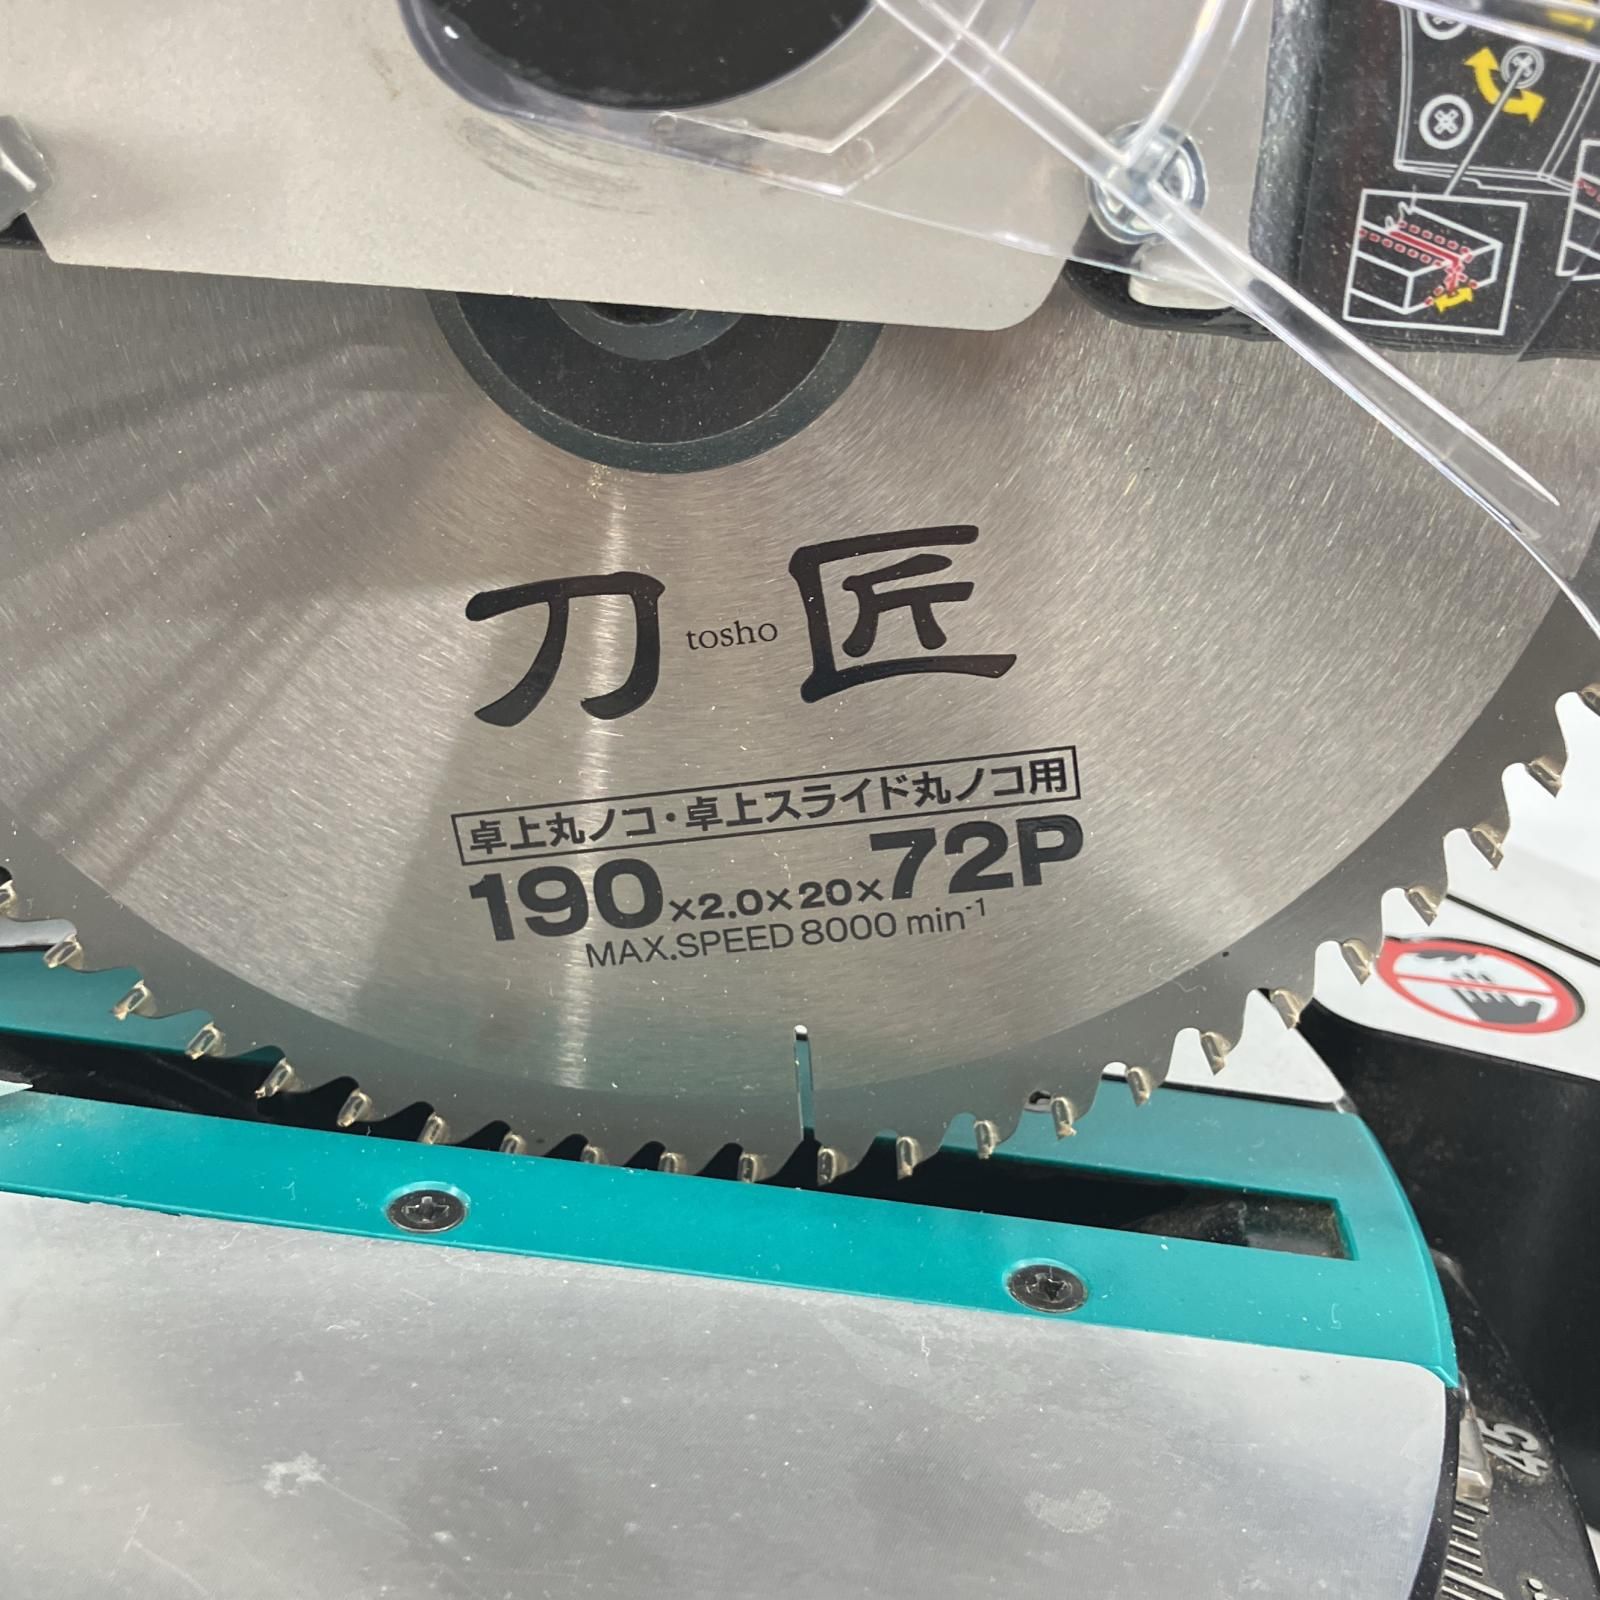 刀 tosho 匠
卓上丸ノコ・卓上スライド丸ノコ用
190×2.0×20×72P
MAX.SPEED 8000 min⁻¹
45